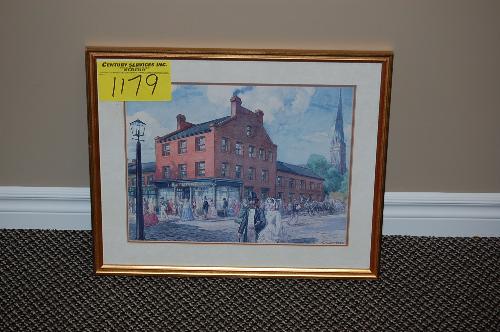 CENTURY SERVICES INC.
1179